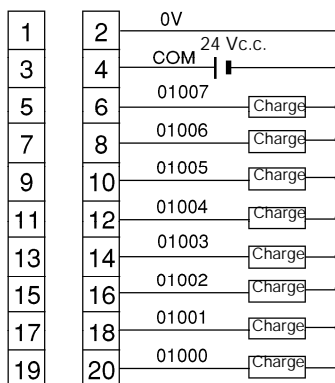 1 2 0V
24 Vc.c.
3 4 COM
5 6 01007 Charge
7 8 01006 Charge
9 10 01005 Charge
11 12 01004 Charge
13 14 01003 Charge
15 16 01002 Charge
17 18 01001 Charge
19 20 01000 Charge